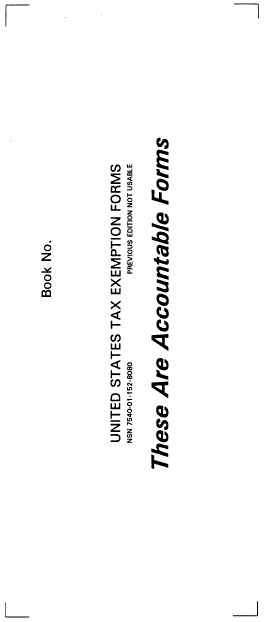 Book No.
UNITED STATES TAX EXEMPTION FORMS
NSN 7540-01-152-8080 PREVIOUS EDITION NOT USABLE
These Are Accountable Forms